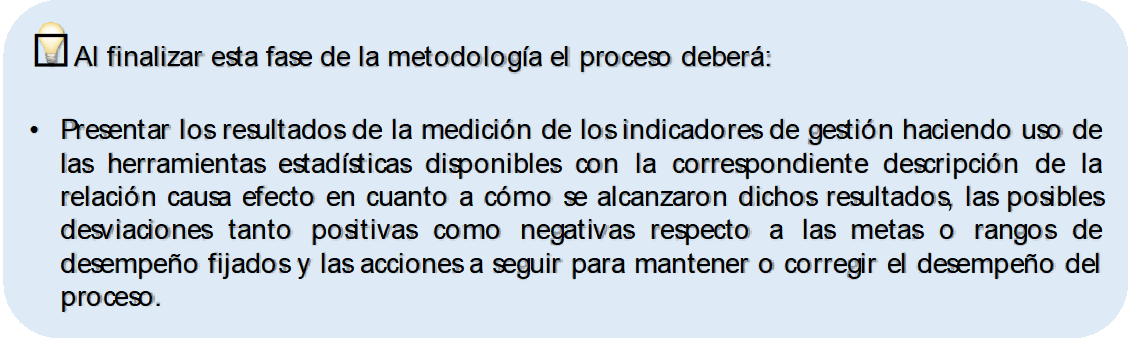 Al finalizar esta fase de la metodología el proceso deberá:
• Presentar los resultados de la medición de los indicadores de gestión haciendo uso de
las herramientas estadísticas disponibles con la correspondiente descripción de la
relación causa efecto en cuanto a cómo se alcanzaron dichos resultados, las posibles
desviaciones tanto positivas como negativas respecto a las metas o rangos de
desempeño fijados y las acciones a seguir para mantener o corregir el desempeño del
proceso.